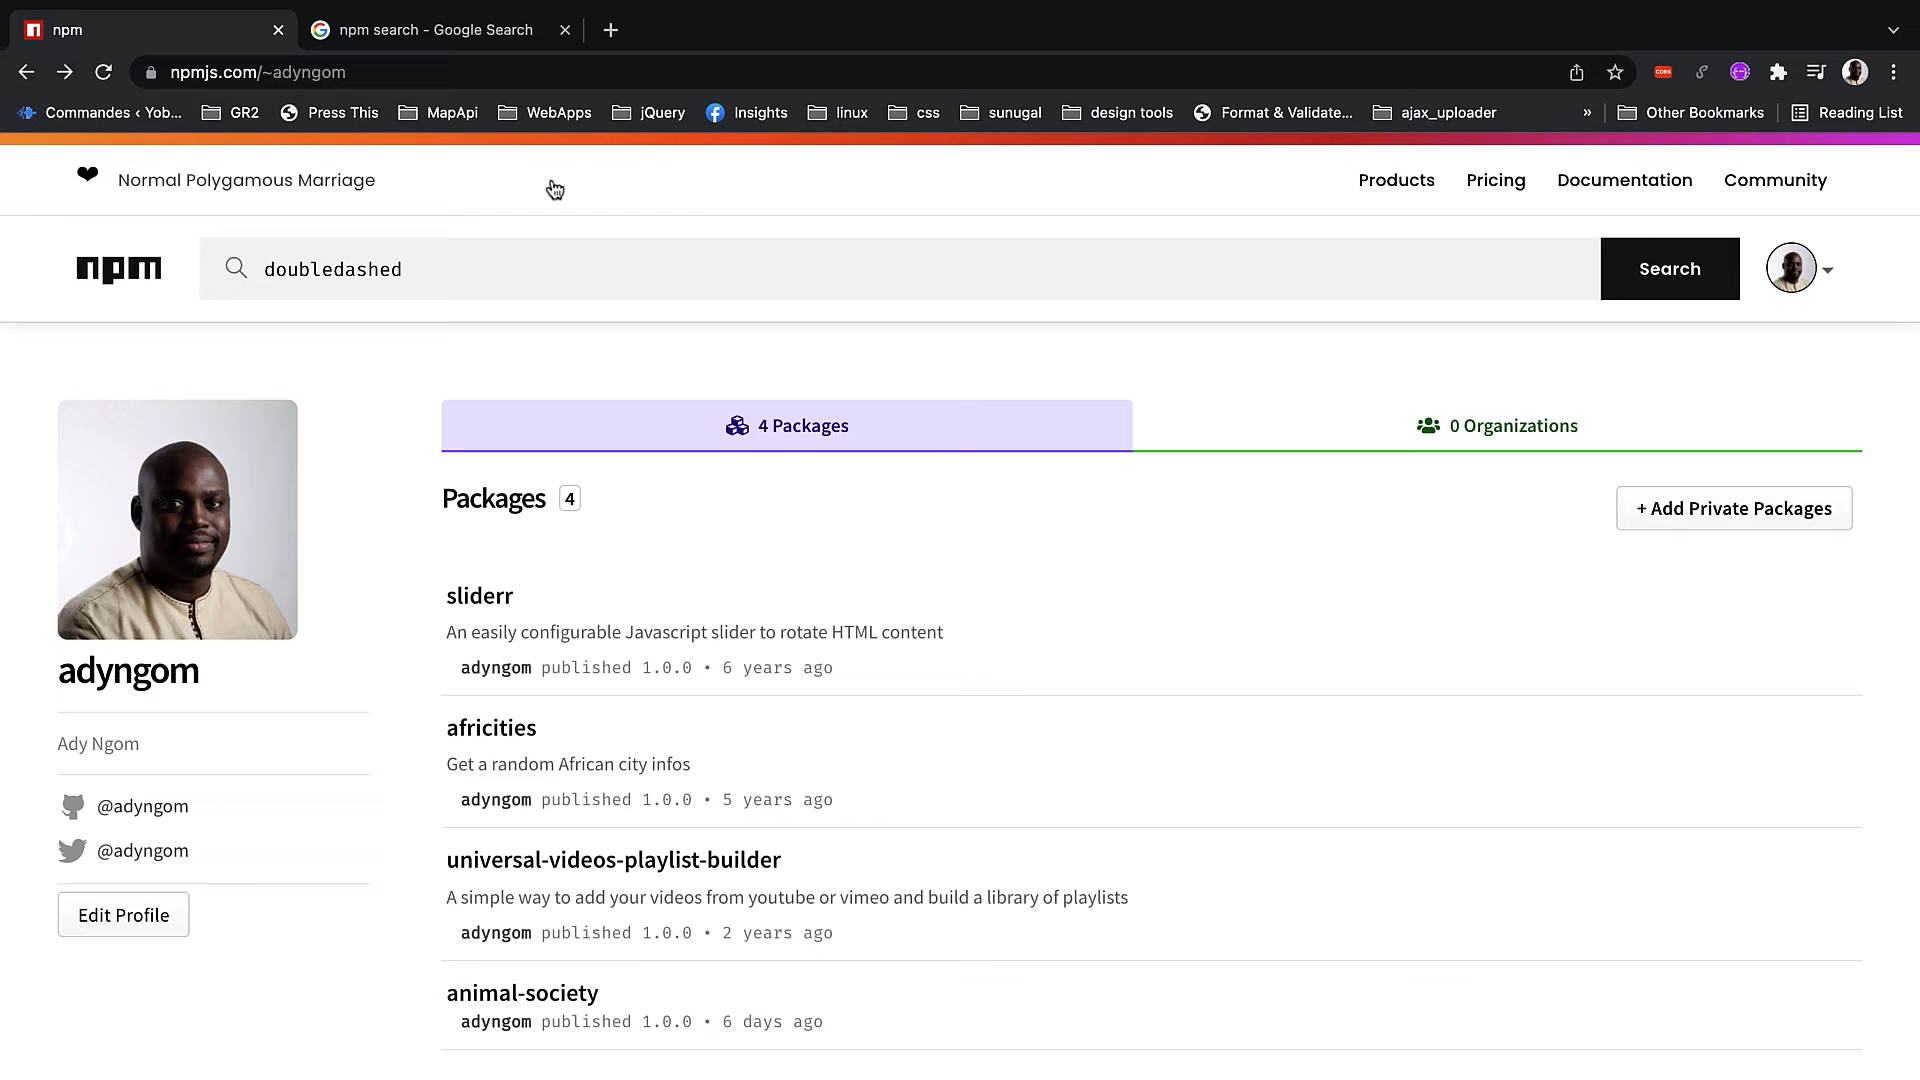 npm
npm search - Google Search
npmjs.com/~adyngom
CORS
Commandes ‹ Yob...
GR2
Press This
MapApi
WebApps
jQuery
Insights
linux
css
sunugal
design tools
Format & Validate...
ajax_uploader
»
Other Bookmarks
Reading List
❤ Normal Polygamous Marriage
Products
Pricing
Documentation
Community
npm
doubledashed
Search
4 Packages
0 Organizations
Packages 4
+ Add Private Packages
sliderr
An easily configurable Javascript slider to rotate HTML content
adyngom published 1.0.0 • 6 years ago
adyngom
africities
Ady Ngom
Get a random African city infos
adyngom published 1.0.0 • 5 years ago
@adyngom
@adyngom
universal-videos-playlist-builder
A simple way to add your videos from youtube or vimeo and build a library of playlists
Edit Profile
adyngom published 1.0.0 • 2 years ago
animal-society
adyngom published 1.0.0 • 6 days ago